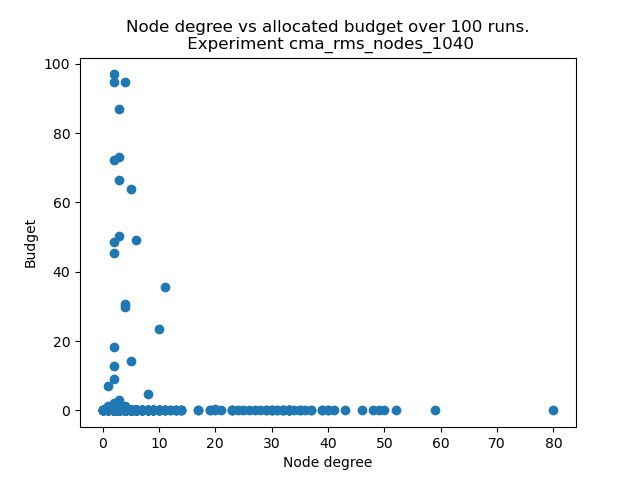 Node degree vs allocated budget over 100 runs.
Experiment cma_rms_nodes_1040
100
80
60
40
20
0
Budget
0 10 20 30 40 50 60 70 80
Node degree